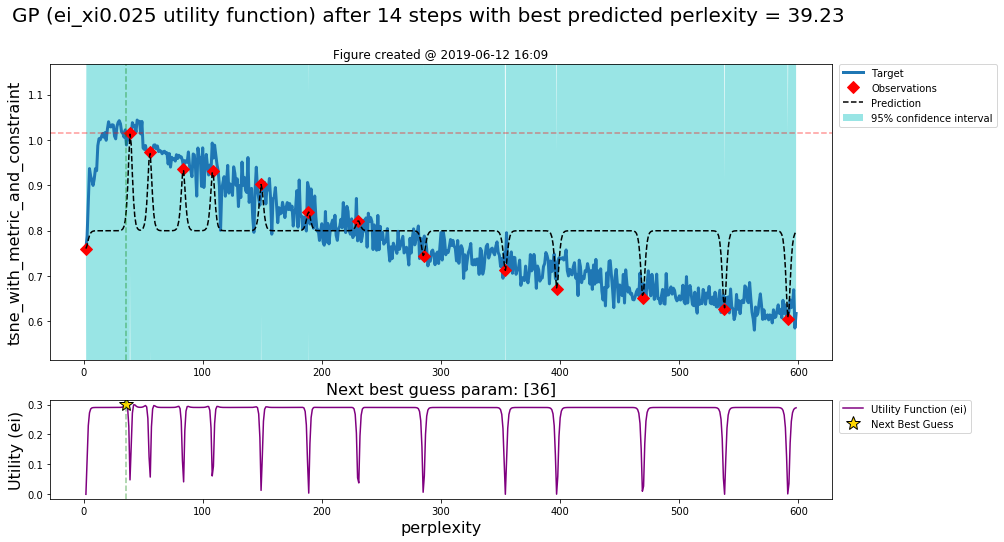 GP (ei_xi0.025 utility function) after 14 steps with best predicted perlexity = 39.23
Figure created @ 2019-06-12 16:09
tsne_with_metric_and_constraint
1.1
1.0
0.9
0.8
0.7
0.6
0
100
200
300
400
500
600
Target
Observations
Prediction
95% confidence interval
Next best guess param: [36]
Utility (ei)
0.3
0.2
0.1
0.0
0
100
200
300
400
500
600
perplexity
Utility Function (ei)
Next Best Guess